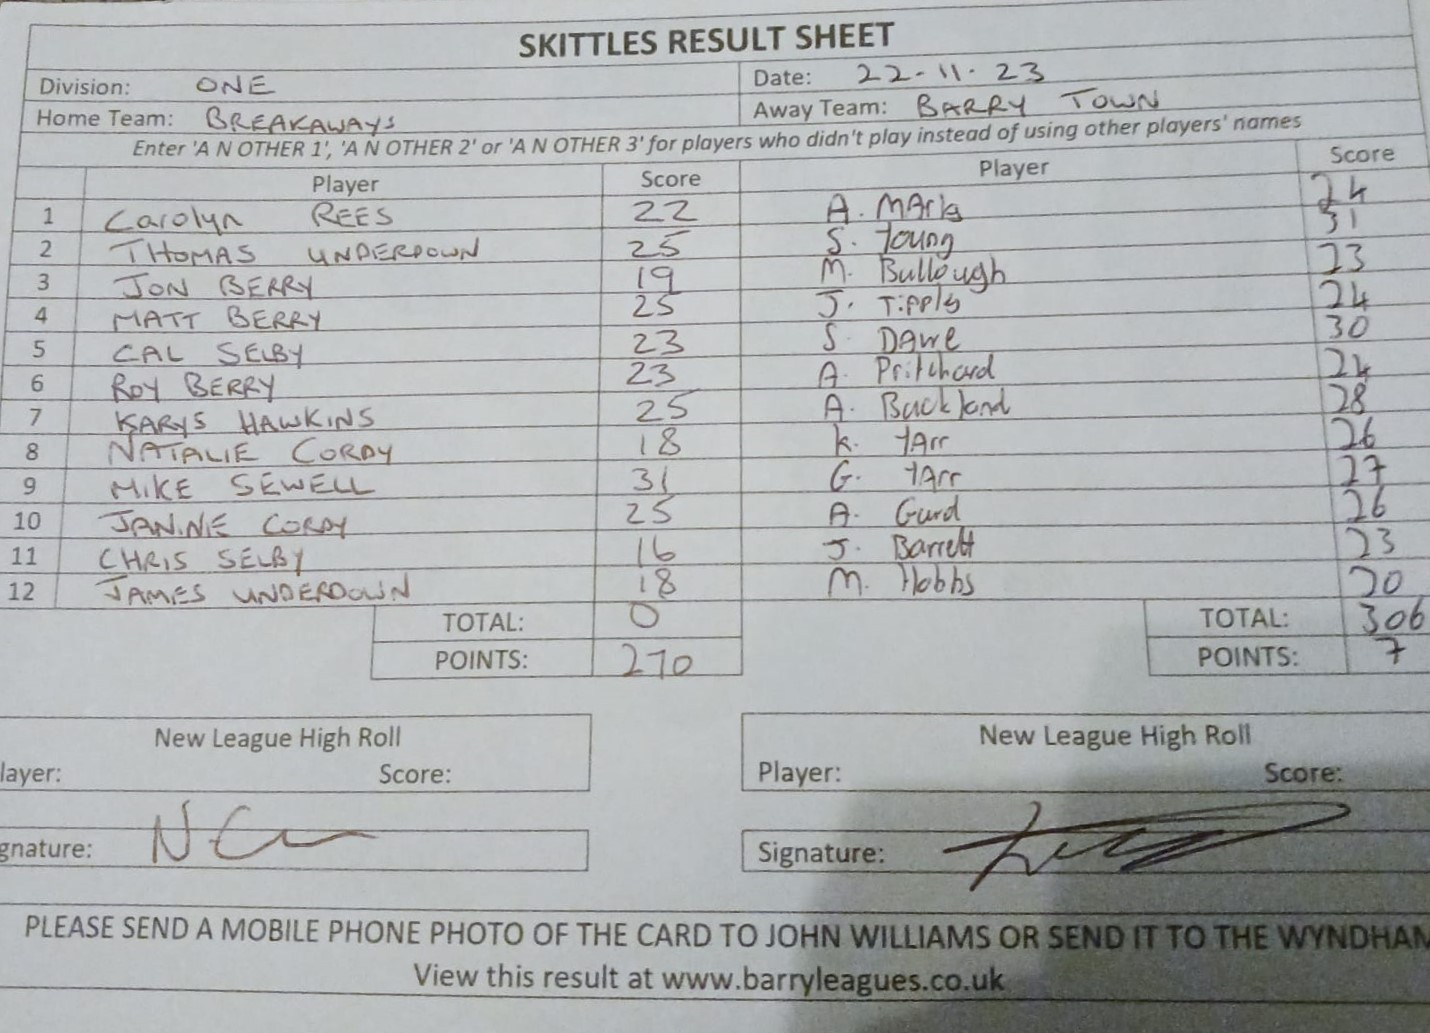 SKITTLES RESULT SHEET
Division: ONE Date: 22-11-23
Home Team: BREAKAWAYS Away Team: BARRY TOWN
Enter 'A N OTHER 1', 'A N OTHER 2' or 'A N OTHER 3' for players who didn't play instead of using other players' names
Player Score Player Score
1 Carolyn REES 22 A. MArks 24
2 THOMAS UNDERDOWN 25 S. Young 31
3 JON BERRY 19 M. Bullough 23
4 MATT BERRY 25 J. Tipply 24
5 CAL SELBY 23 S. DAwe 30
6 ROY BERRY 23 A. Pritchard 24
7 KARYS HAWKINS 25 A. Buckland 28
8 NATALIE CORDY 18 K. tArr 26
9 MIKE SEWELL 31 G. tArr 27
10 JANINE CORDY 25 A. Gurd 26
11 CHRIS SELBY 16 J. Barrett 23
12 JAMES UNDERDOWN 18 M. Hobbs 20
TOTAL: 0 TOTAL: 306
POINTS: 270 POINTS: 7
New League High Roll New League High Roll
layer: Score: Player: Score:
gnature: Signature:
PLEASE SEND A MOBILE PHONE PHOTO OF THE CARD TO JOHN WILLIAMS OR SEND IT TO THE WYNDHAM
View this result at www.barryleagues.co.uk